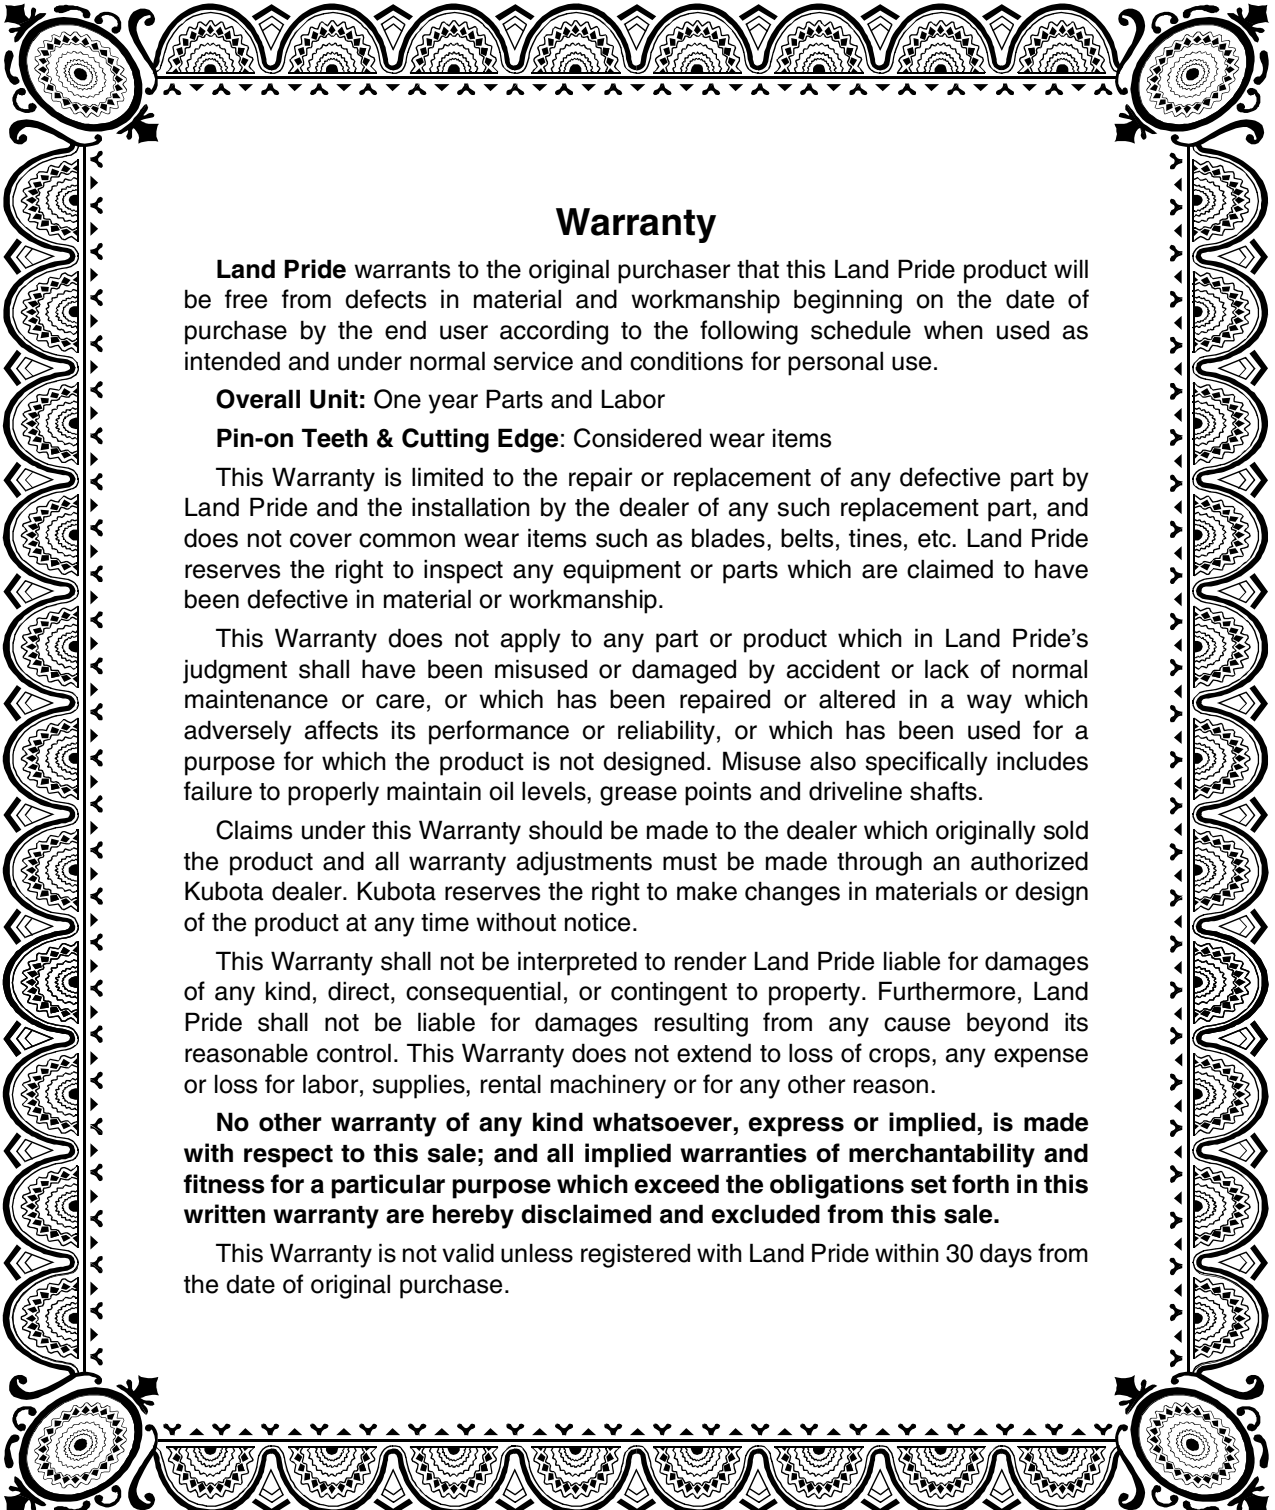 Warranty
Land Pride warrants to the original purchaser that this Land Pride product will
be free from defects in material and workmanship beginning on the date of
purchase by the end user according to the following schedule when used as
intended and under normal service and conditions for personal use.
Overall Unit: One year Parts and Labor
Pin-on Teeth & Cutting Edge: Considered wear items
This Warranty is limited to the repair or replacement of any defective part by
Land Pride and the installation by the dealer of any such replacement part, and
does not cover common wear items such as blades, belts, tines, etc. Land Pride
reserves the right to inspect any equipment or parts which are claimed to have
been defective in material or workmanship.
This Warranty does not apply to any part or product which in Land Pride’s
judgment shall have been misused or damaged by accident or lack of normal
maintenance or care, or which has been repaired or altered in a way which
adversely affects its performance or reliability, or which has been used for a
purpose for which the product is not designed. Misuse also specifically includes
failure to properly maintain oil levels, grease points and driveline shafts.
Claims under this Warranty should be made to the dealer which originally sold
the product and all warranty adjustments must be made through an authorized
Kubota dealer. Kubota reserves the right to make changes in materials or design
of the product at any time without notice.
This Warranty shall not be interpreted to render Land Pride liable for damages
of any kind, direct, consequential, or contingent to property. Furthermore, Land
Pride shall not be liable for damages resulting from any cause beyond its
reasonable control. This Warranty does not extend to loss of crops, any expense
or loss for labor, supplies, rental machinery or for any other reason.
No other warranty of any kind whatsoever, express or implied, is made
with respect to this sale; and all implied warranties of merchantability and
fitness for a particular purpose which exceed the obligations set forth in this
written warranty are hereby disclaimed and excluded from this sale.
This Warranty is not valid unless registered with Land Pride within 30 days from
the date of original purchase.